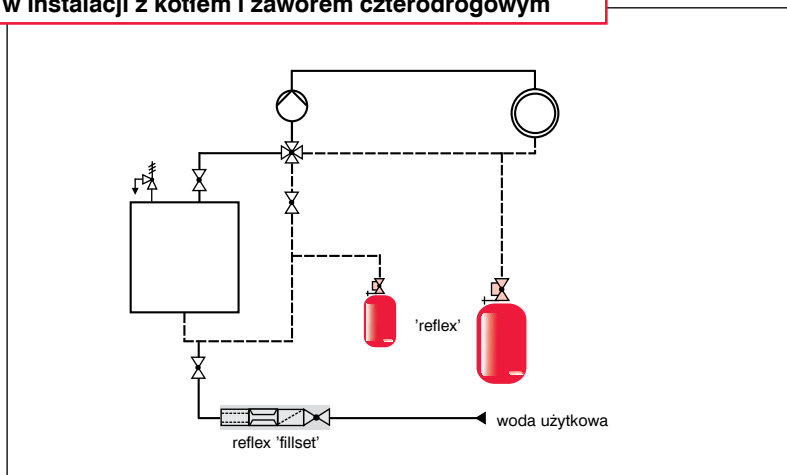 w instalacji z kotłem i zaworem czterodrogowym
'reflex'
woda użytkowa
reflex 'fillset'